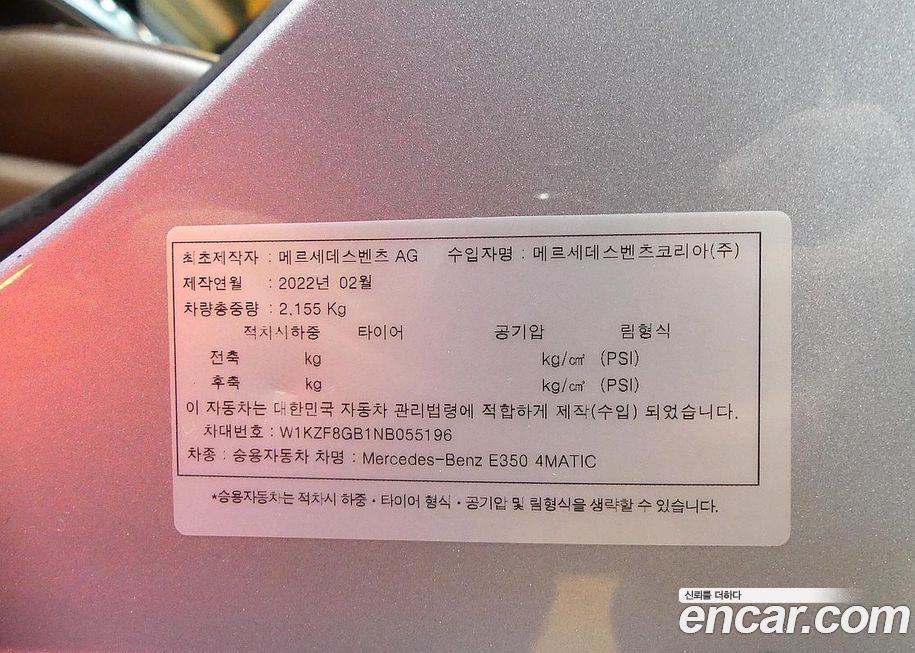 최초제작자 : 메르세데스벤츠 AG 수입자명 : 메르세데스벤츠코리아(주)
제작연월 : 2022년 02월
차량총중량 : 2,155 Kg
적차시하중 타이어 공기압 림형식
전축 kg kg/㎠ (PSI)
후축 kg kg/㎠ (PSI)
이 자동차는 대한민국 자동차 관리법령에 적합하게 제작(수입) 되었습니다.
차대번호 : W1KZF8GB1NB055196
차종 : 승용자동차 차명 : Mercedes-Benz E350 4MATIC
*승용자동차는 적차시 하중·타이어 형식·공기압 및 림형식을 생략할 수 있습니다.
신뢰를 더하다
encar.com